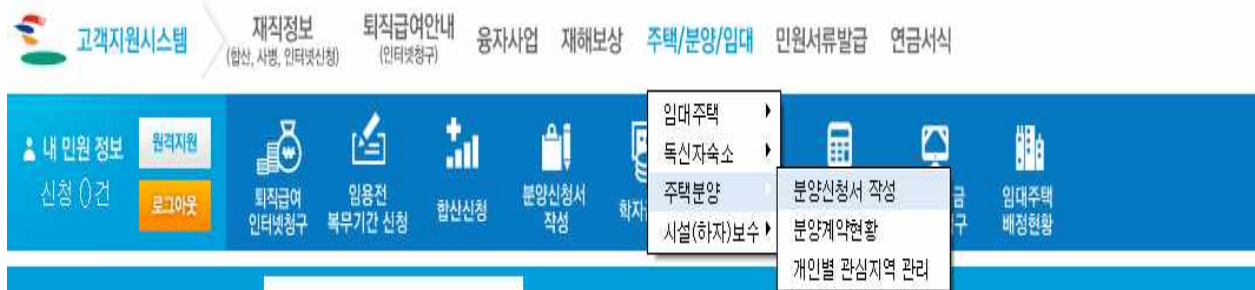 고객지원시스템
재직정보
(합산, 사병, 인터넷신청)
퇴직급여안내
(인터넷청구)
융자사업
재해보상
주택/분양/임대
민원서류발급
연금서식
내 민원 정보
신청 0건
원격지원
로그아웃
퇴직급여
인터넷청구
임용전
복무기간 신청
합산신청
분양신청서
작성
학자
임대주택
독신자숙소
주택분양
시설(하자)보수
분양신청서 작성
분양계약현황
개인별 관심지역 관리
금
구
임대주택
배정현황